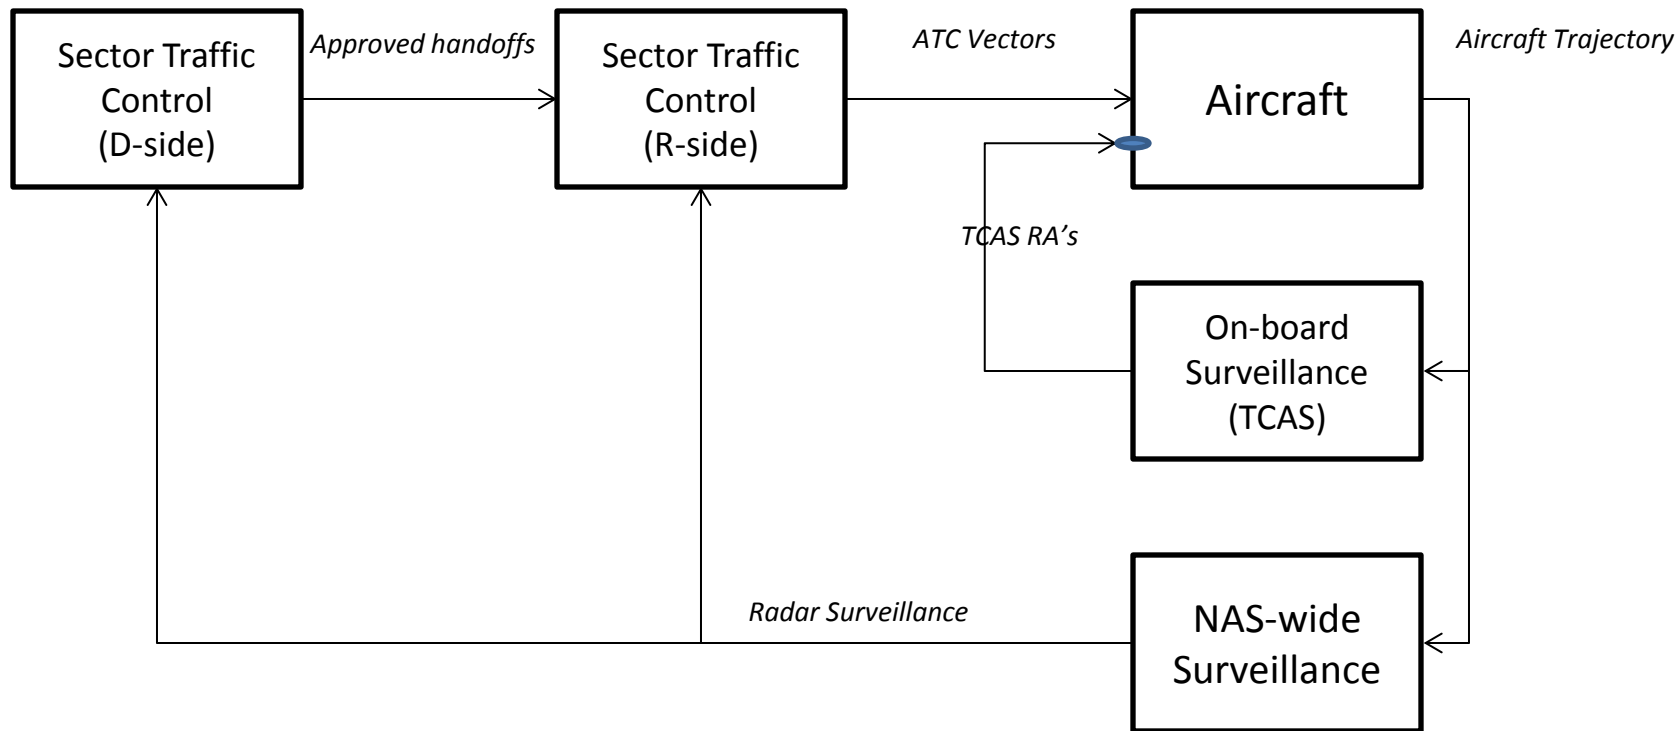 Sector Traffic
Control
(D-side)
Approved handoffs
Sector Traffic
Control
(R-side)
ATC Vectors
Aircraft
Aircraft Trajectory
TCAS RA’s
On-board
Surveillance
(TCAS)
Radar Surveillance
NAS-wide
Surveillance